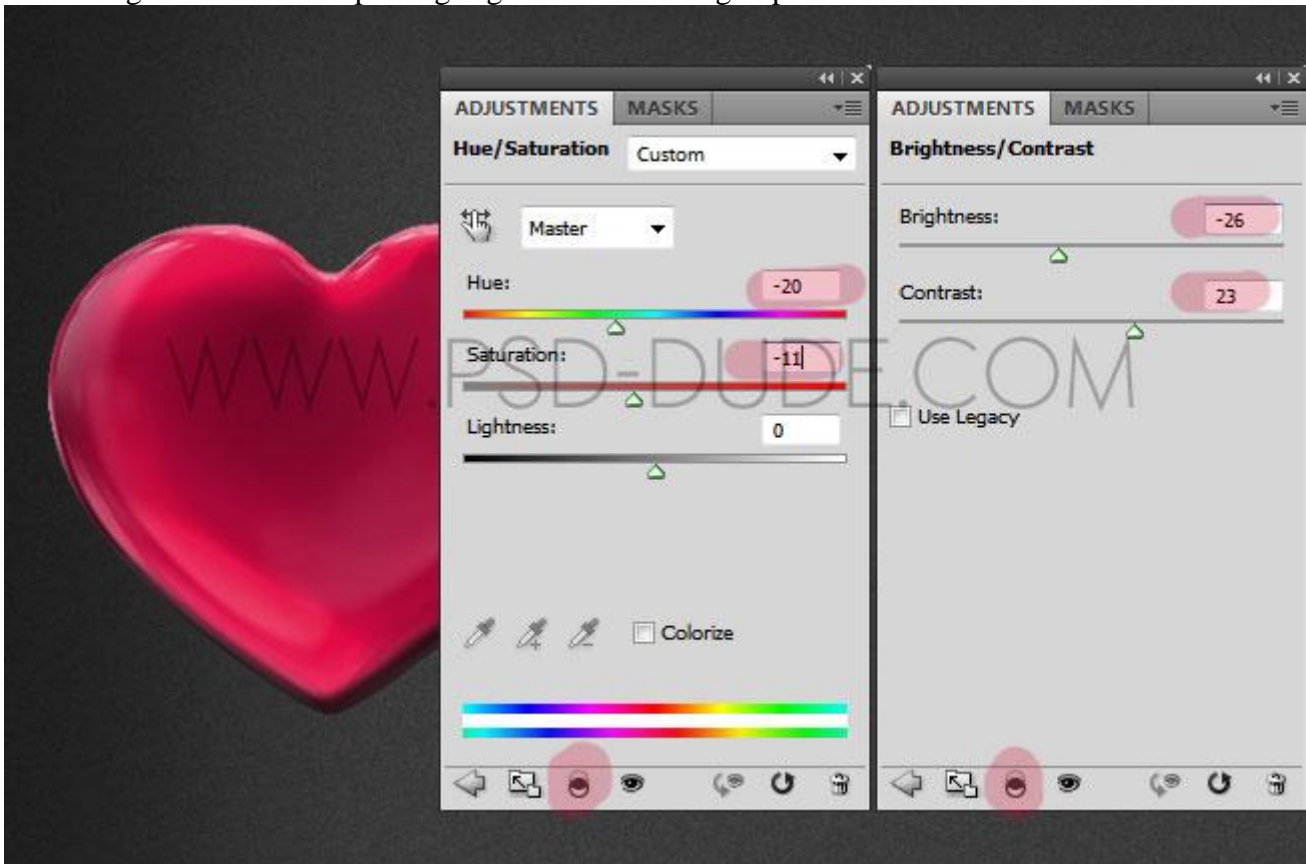 ADJUSTMENTS MASKS
Hue/Saturation Custom
Master
Hue: -20
Saturation: -11
Lightness: 0
Colorize
ADJUSTMENTS MASKS
Brightness/Contrast
Brightness: -26
Contrast: 23
Use Legacy
WWW.PSD-DUDE.COM